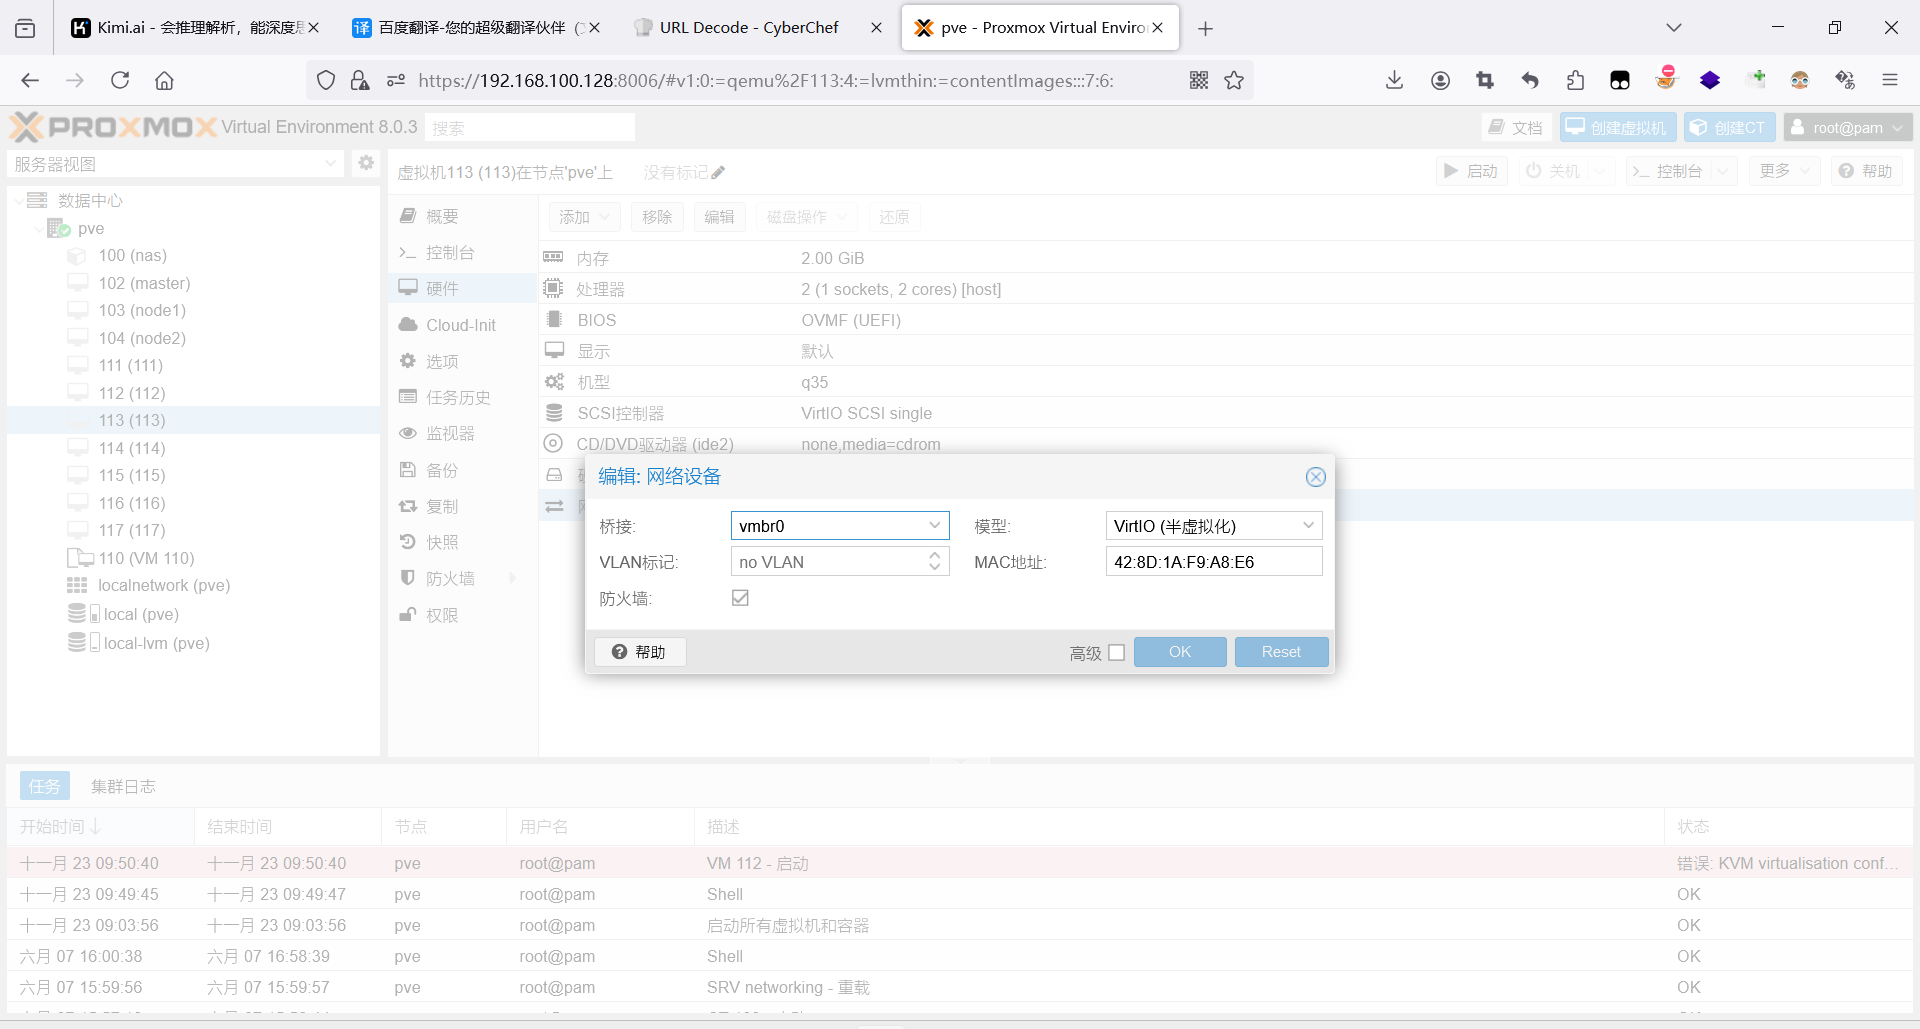 Kimi.ai - 会推理解析，能深度思
百度翻译-您的超级翻译伙伴（
URL Decode - CyberChef
pve - Proxmox Virtual Enviro
https://192.168.100.128:8006/#v1:0:=qemu%2F113:4:=lvmthin:=contentImages:::7:6:
PROXMOX Virtual Environment 8.0.3
搜索
文档
创建虚拟机
创建CT
root@pam
服务器视图
虚拟机113 (113)在节点'pve'上
没有标记
启动
关机
控制台
更多
帮助
数据中心
pve
100 (nas)
102 (master)
103 (node1)
104 (node2)
111 (111)
112 (112)
113 (113)
114 (114)
115 (115)
116 (116)
117 (117)
110 (VM 110)
localnetwork (pve)
local (pve)
local-lvm (pve)
概要
控制台
硬件
Cloud-Init
选项
任务历史
监视器
备份
复制
快照
防火墙
权限
添加
移除
编辑
磁盘操作
还原
内存 2.00 GiB
处理器 2 (1 sockets, 2 cores) [host]
BIOS OVMF (UEFI)
显示 默认
机型 q35
SCSI控制器 VirtIO SCSI single
CD/DVD驱动器 (ide2) none,media=cdrom
编辑: 网络设备
桥接: vmbr0
模型: VirtIO (半虚拟化)
VLAN标记: no VLAN
MAC地址: 42:8D:1A:F9:A8:E6
防火墙:
帮助
高级
OK
Reset
任务
集群日志
开始时间 结束时间 节点 用户名 描述 状态
十一月 23 09:50:40 十一月 23 09:50:40 pve root@pam VM 112 - 启动 错误: KVM virtualisation conf...
十一月 23 09:49:45 十一月 23 09:49:47 pve root@pam Shell OK
十一月 23 09:03:56 十一月 23 09:03:56 pve root@pam 启动所有虚拟机和容器 OK
六月 07 16:00:38 六月 07 16:58:39 pve root@pam Shell OK
六月 07 15:59:56 六月 07 15:59:57 pve root@pam SRV networking - 重载 OK